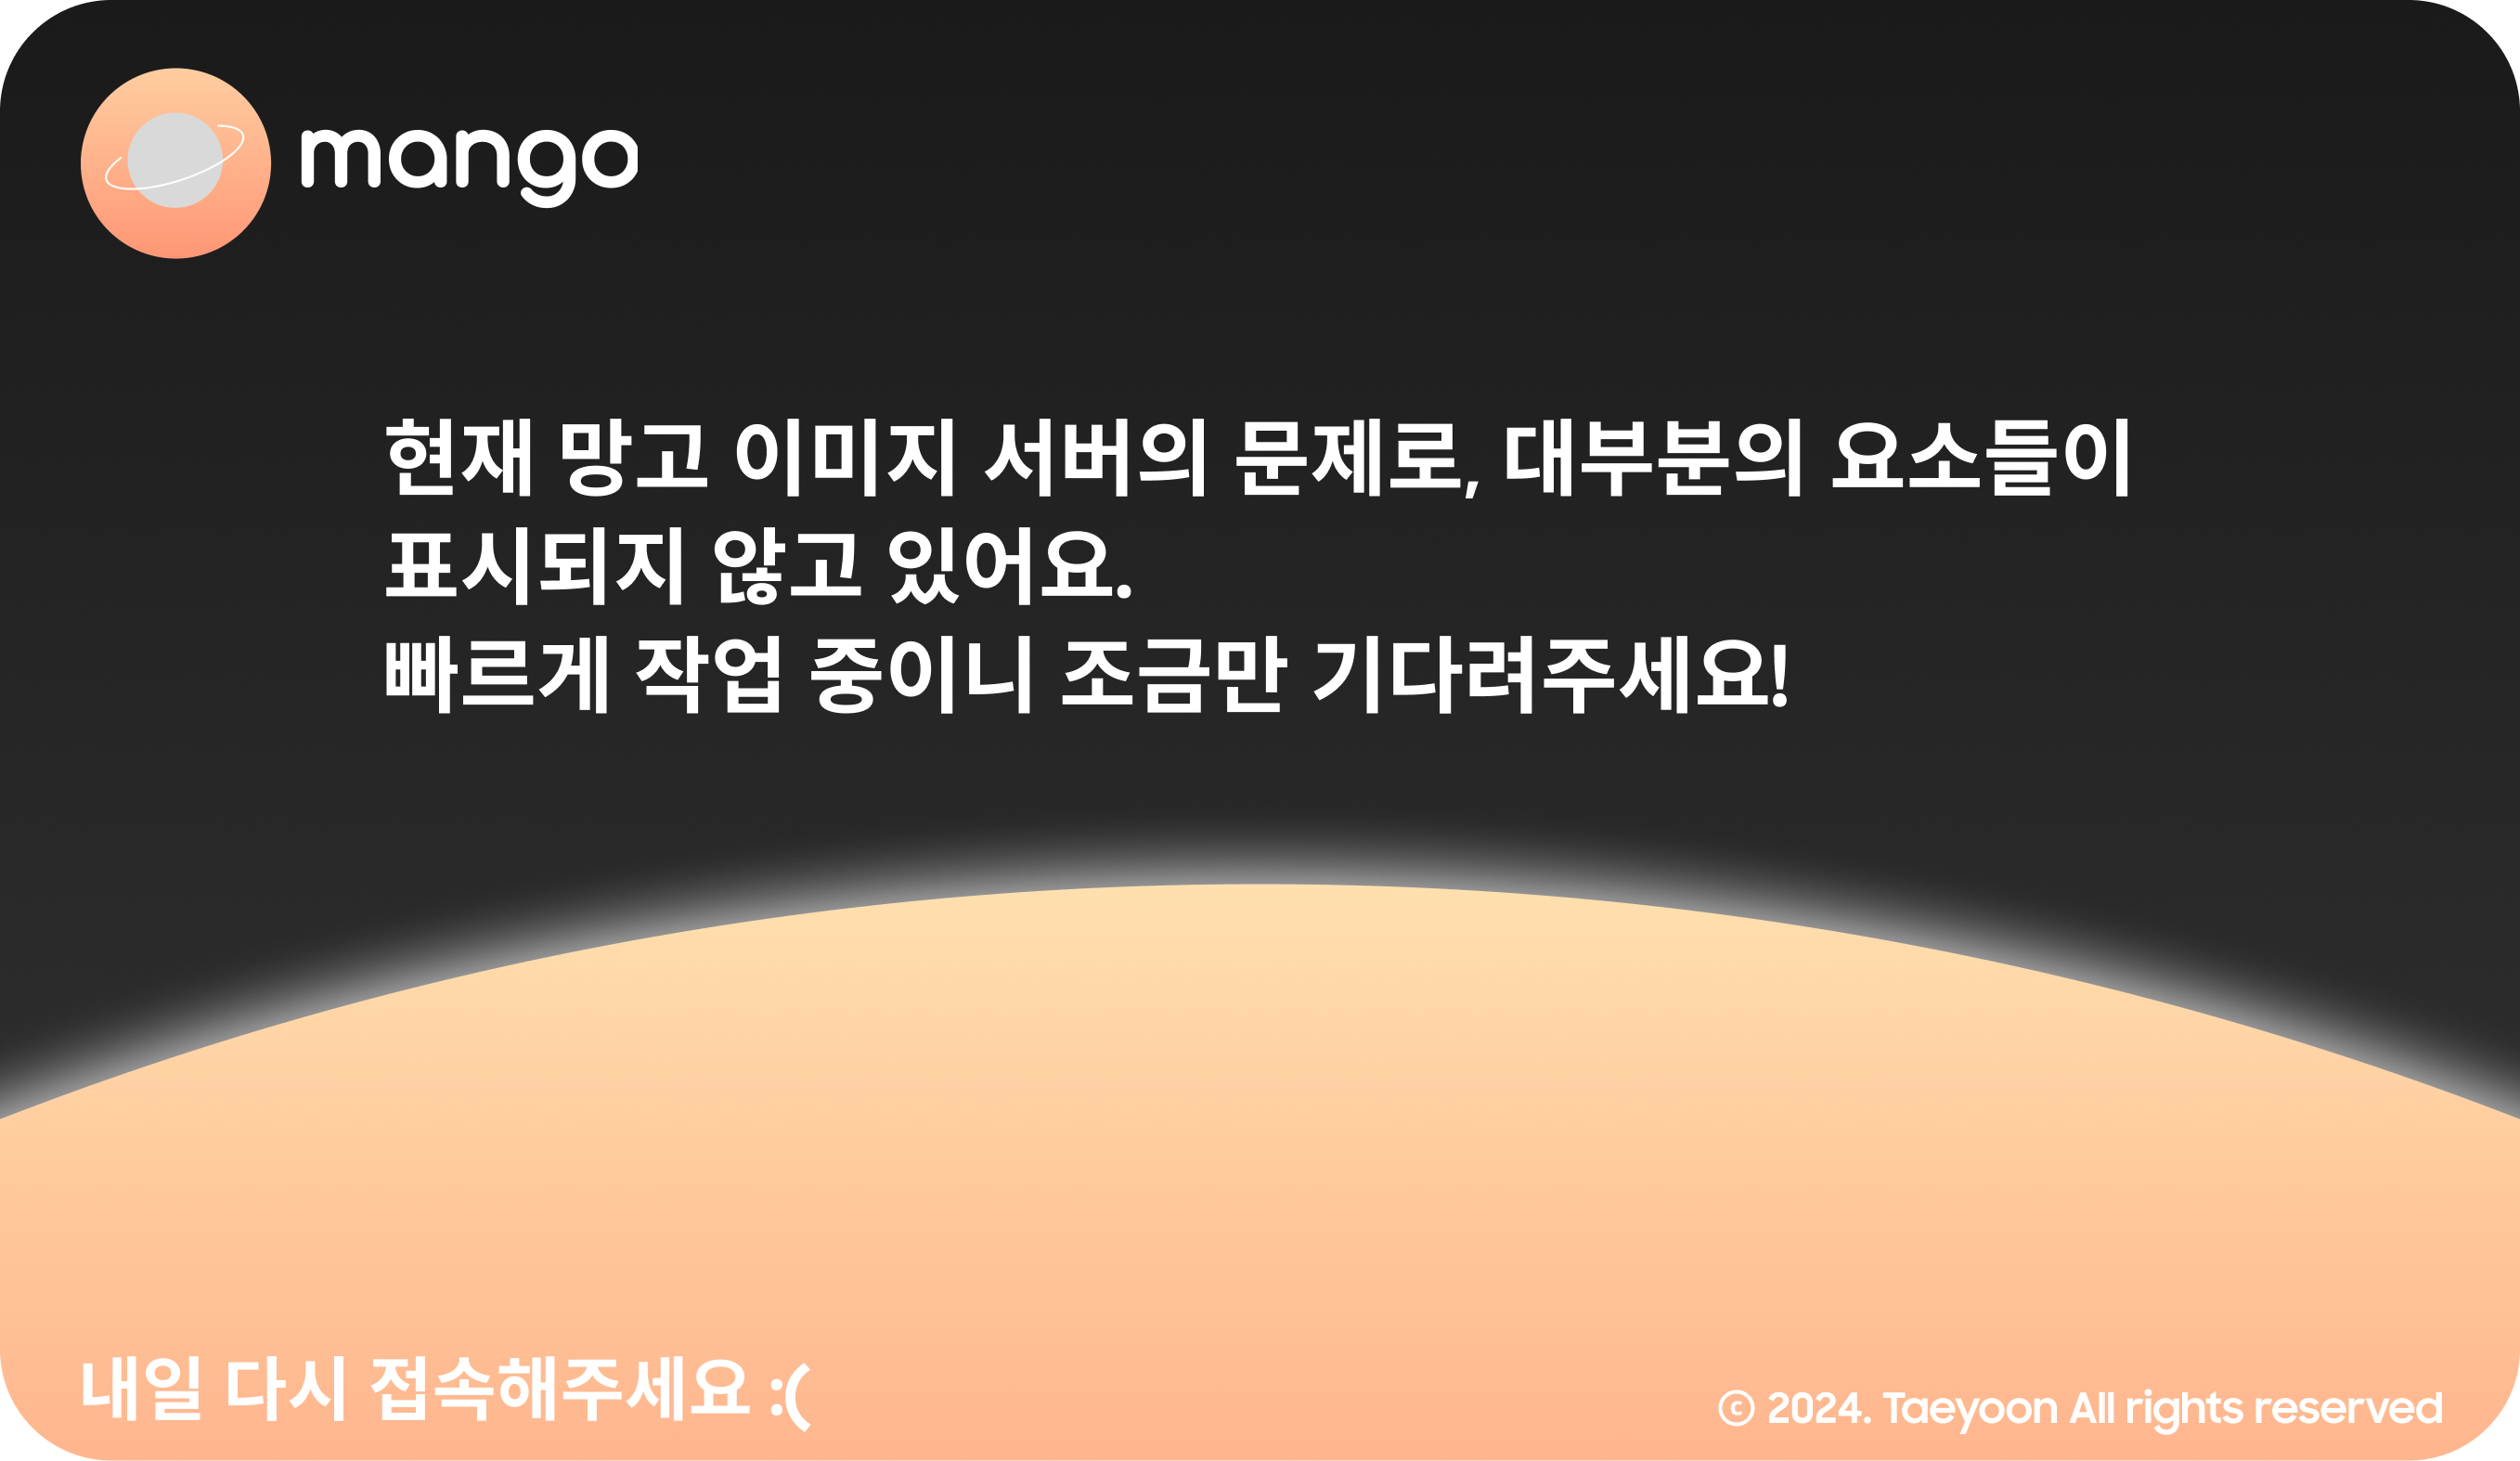 mango
현재 망고 이미지 서버의 문제로, 대부분의 요소들이
표시되지 않고 있어요.
빠르게 작업 중이니 조금만 기다려주세요!
내일 다시 접속해주세요 :(
© 2024. Taeyoon All rights reserved